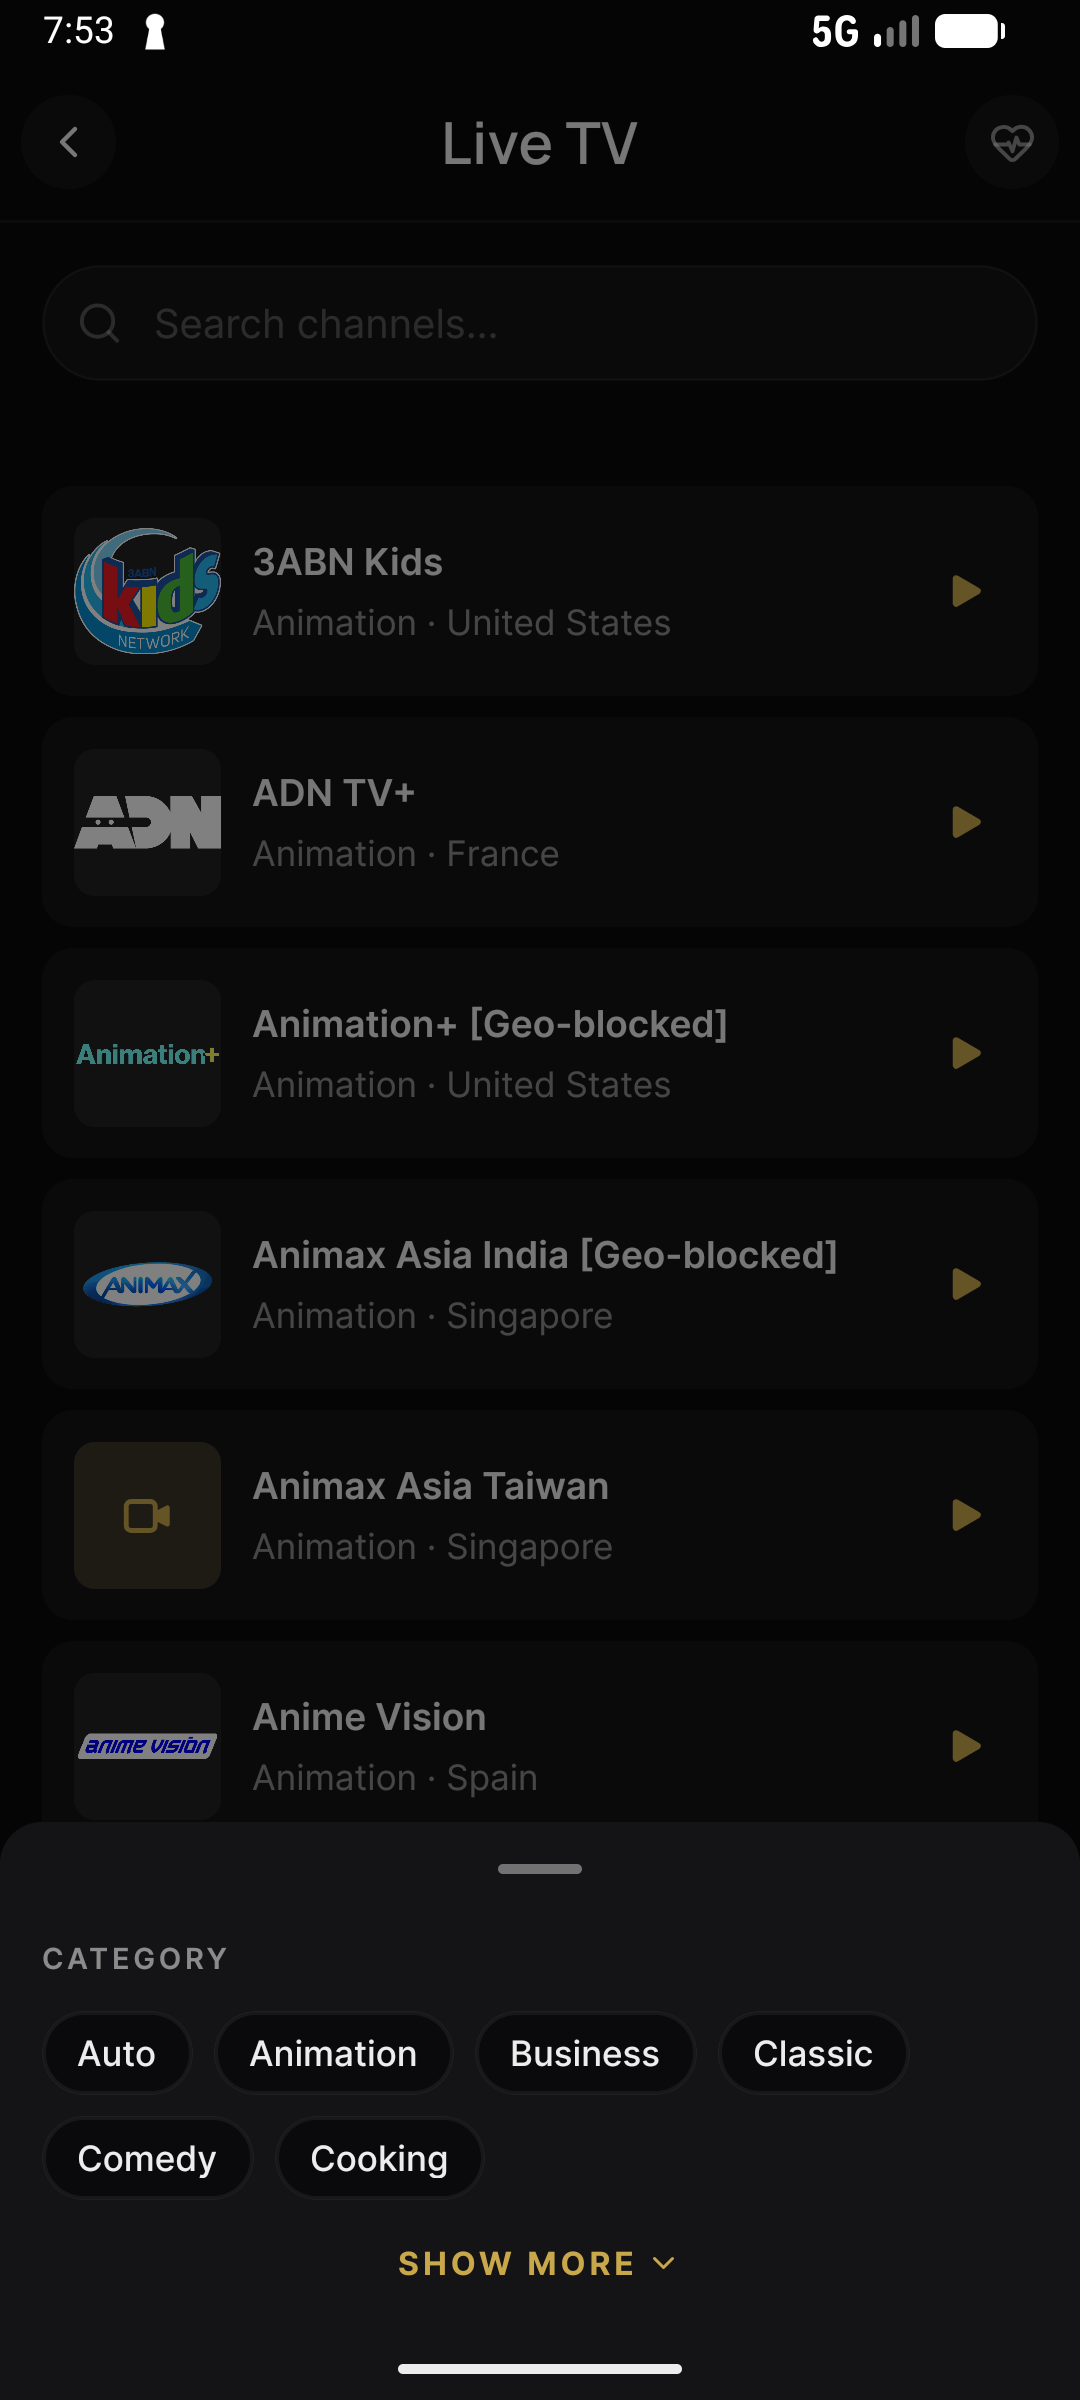 7:53
5G
Live TV
Search channels...
3ABN
kids
NETWORK
3ABN Kids
Animation · United States
ADN
ADN TV+
Animation · France
Animation+
Animation+ [Geo-blocked]
Animation · United States
ANIMAX
Animax Asia India [Geo-blocked]
Animation · Singapore
Animax Asia Taiwan
Animation · Singapore
anime visión
Anime Vision
Animation · Spain
CATEGORY
Auto
Animation
Business
Classic
Comedy
Cooking
SHOW MORE